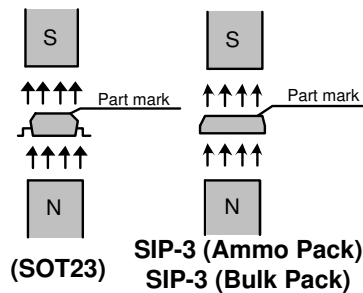 S
Part mark
N
(SOT23)
S
Part mark
N
SIP-3 (Ammo Pack)
SIP-3 (Bulk Pack)